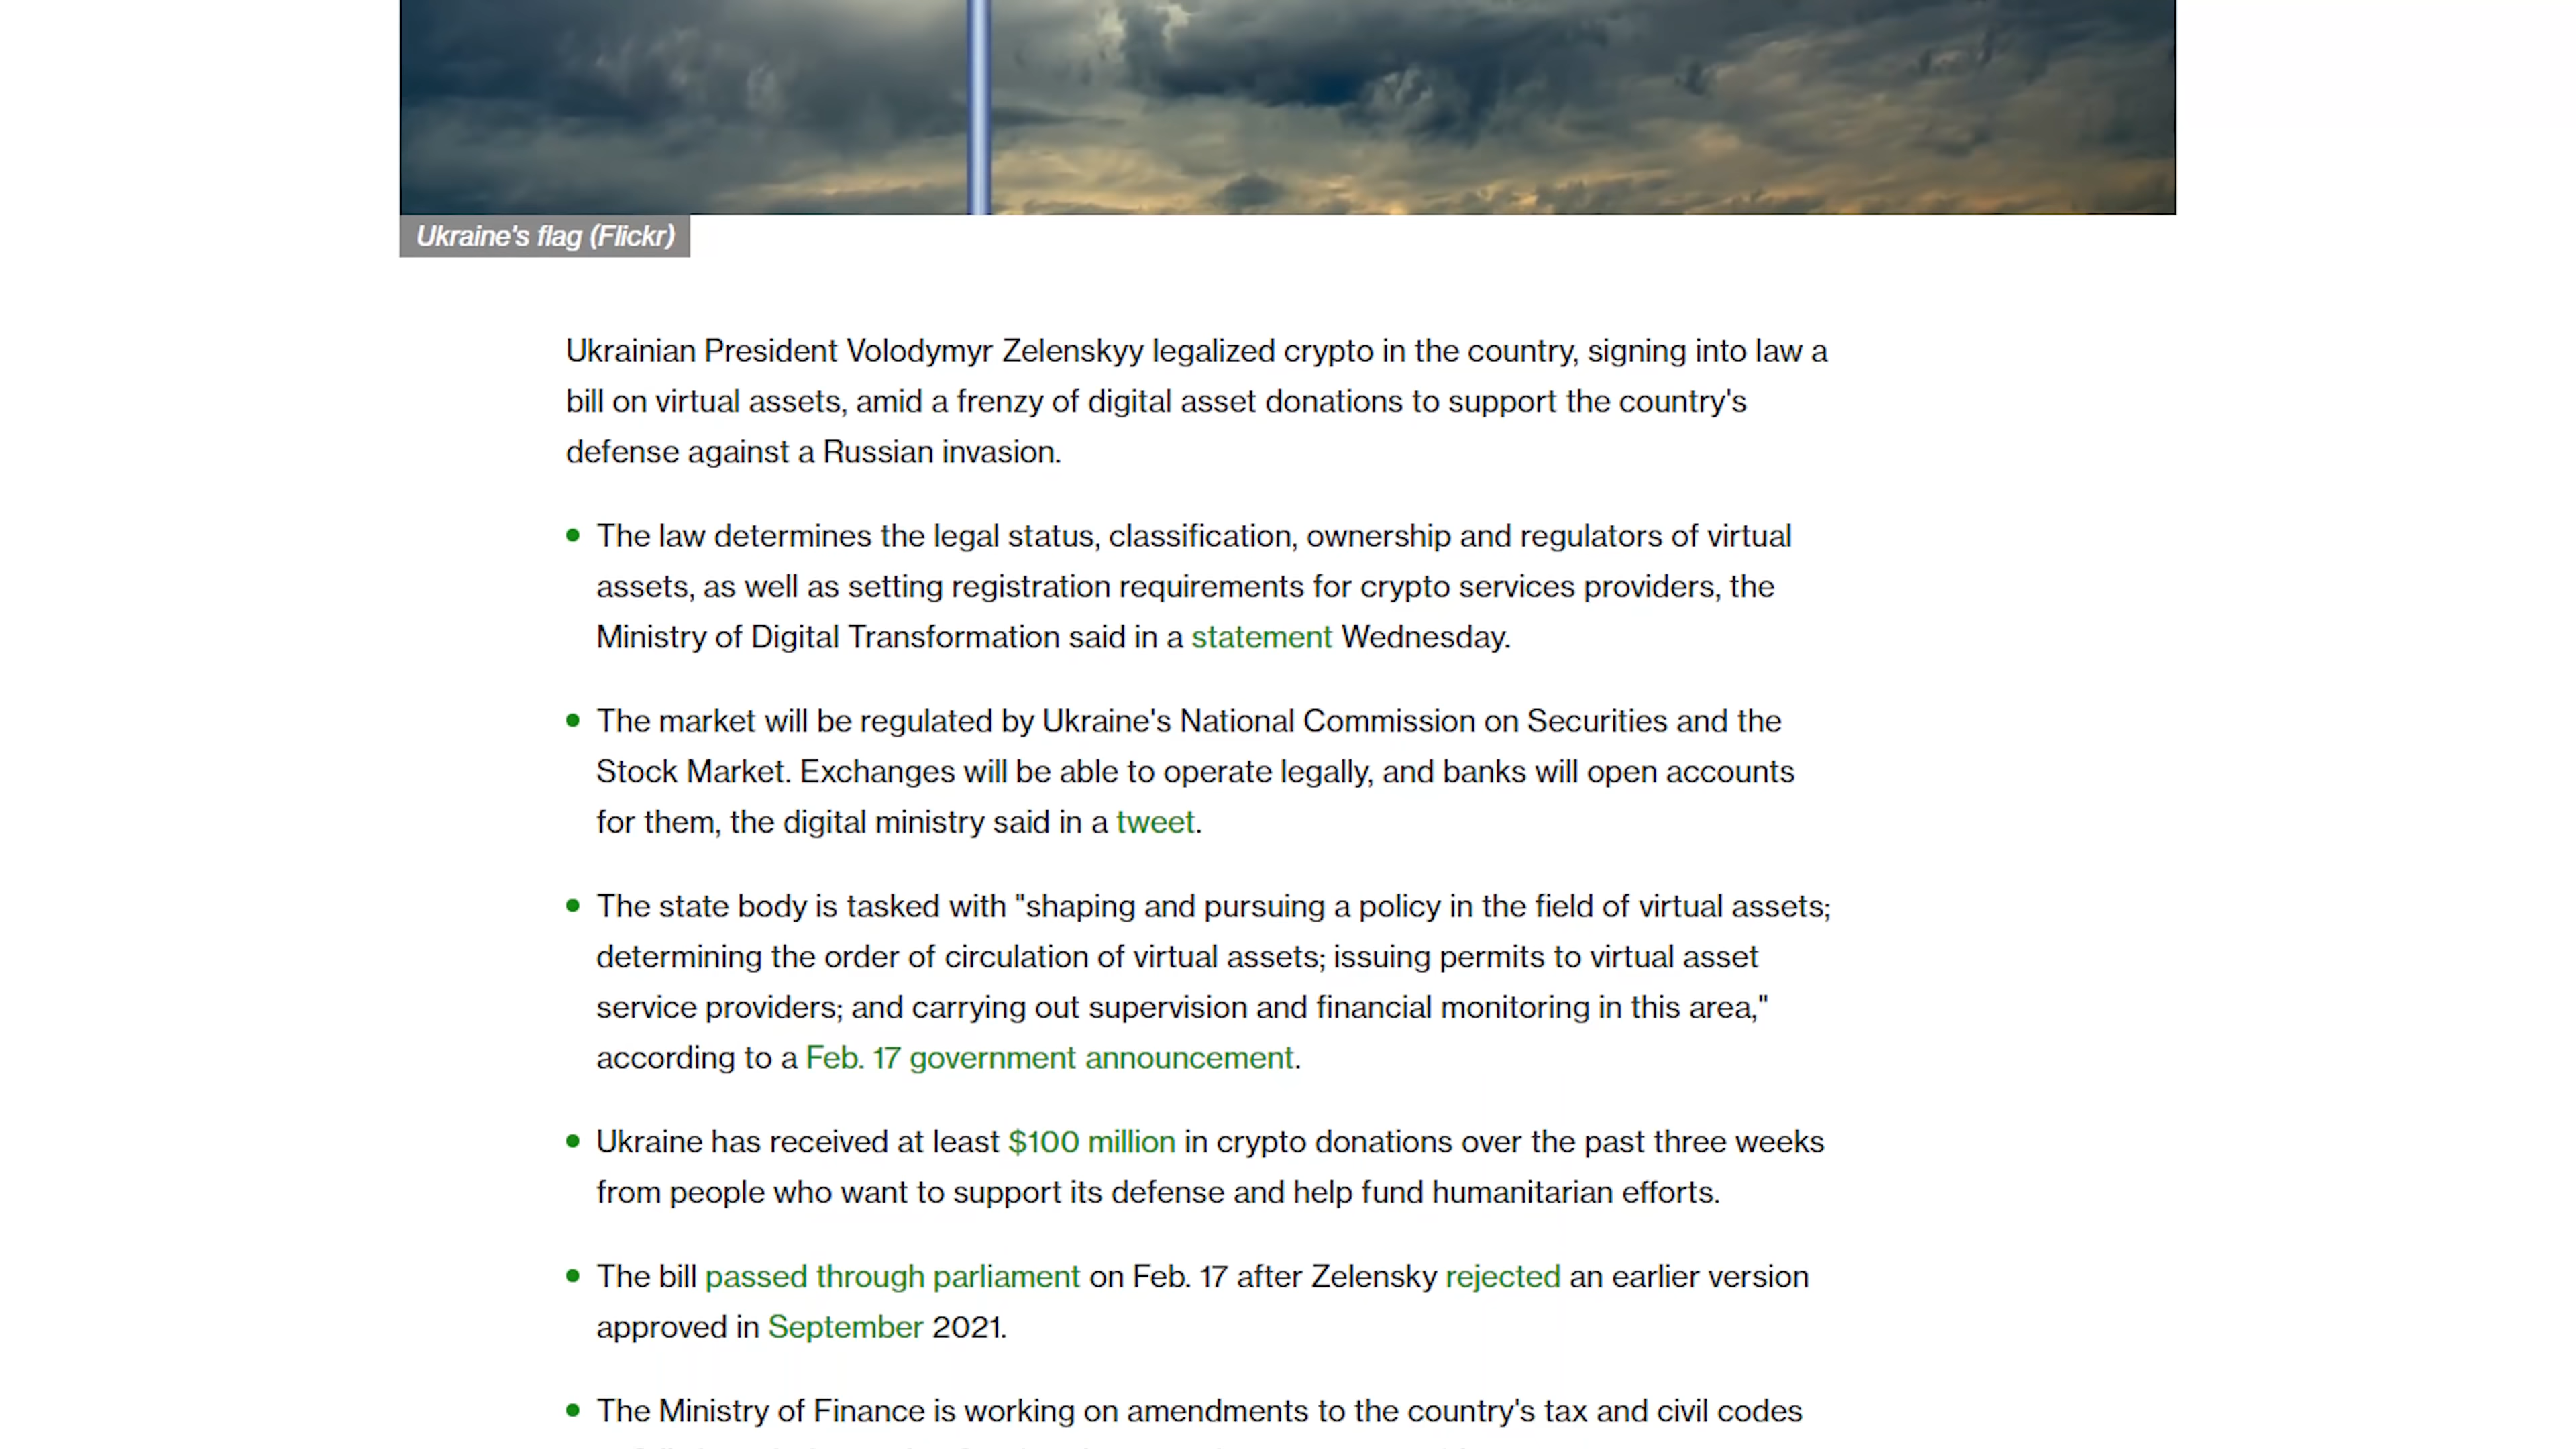 Ukraine's flag (Flickr)
Ukrainian President Volodymyr Zelenskyy legalized crypto in the country, signing into law a
bill on virtual assets, amid a frenzy of digital asset donations to support the country's
defense against a Russian invasion.
• The law determines the legal status, classification, ownership and regulators of virtual
assets, as well as setting registration requirements for crypto services providers, the
Ministry of Digital Transformation said in a statement Wednesday.
• The market will be regulated by Ukraine's National Commission on Securities and the
Stock Market. Exchanges will be able to operate legally, and banks will open accounts
for them, the digital ministry said in a tweet.
• The state body is tasked with "shaping and pursuing a policy in the field of virtual assets;
determining the order of circulation of virtual assets; issuing permits to virtual asset
service providers; and carrying out supervision and financial monitoring in this area,"
according to a Feb. 17 government announcement.
• Ukraine has received at least $100 million in crypto donations over the past three weeks
from people who want to support its defense and help fund humanitarian efforts.
• The bill passed through parliament on Feb. 17 after Zelensky rejected an earlier version
approved in September 2021.
• The Ministry of Finance is working on amendments to the country's tax and civil codes